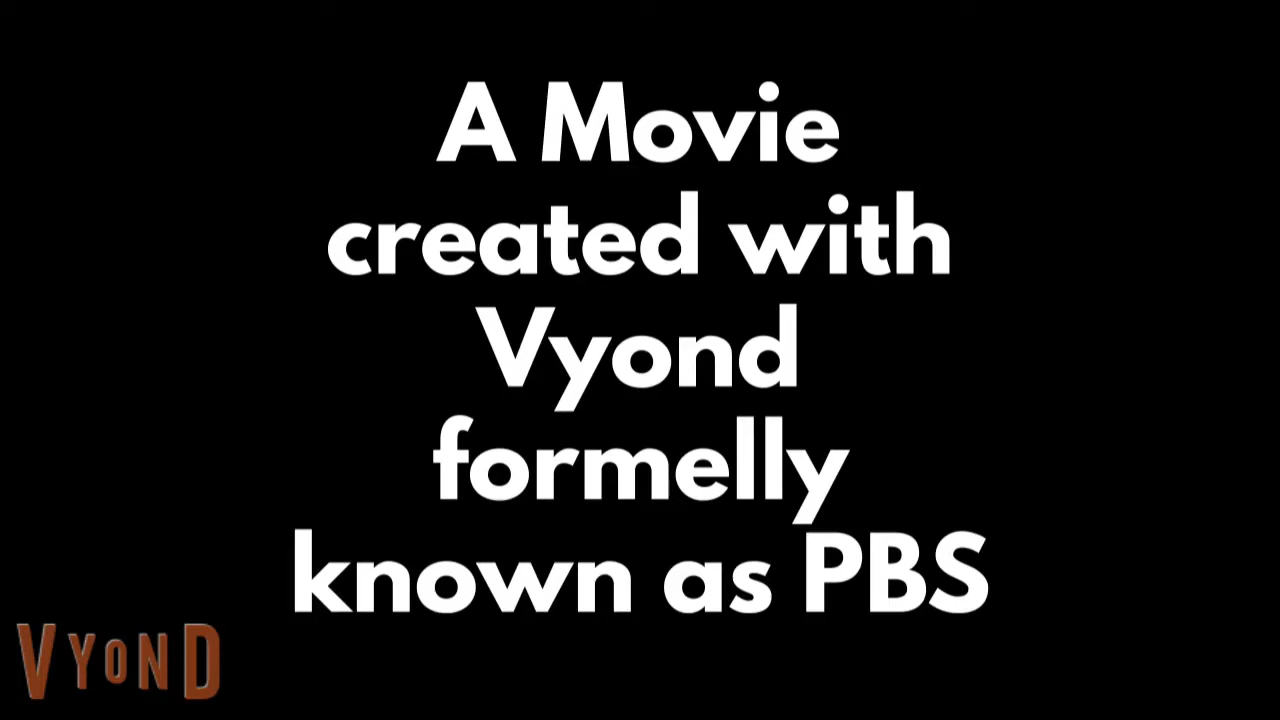 A Movie
created with
Vyond
formelly
known as PBS
VYOND